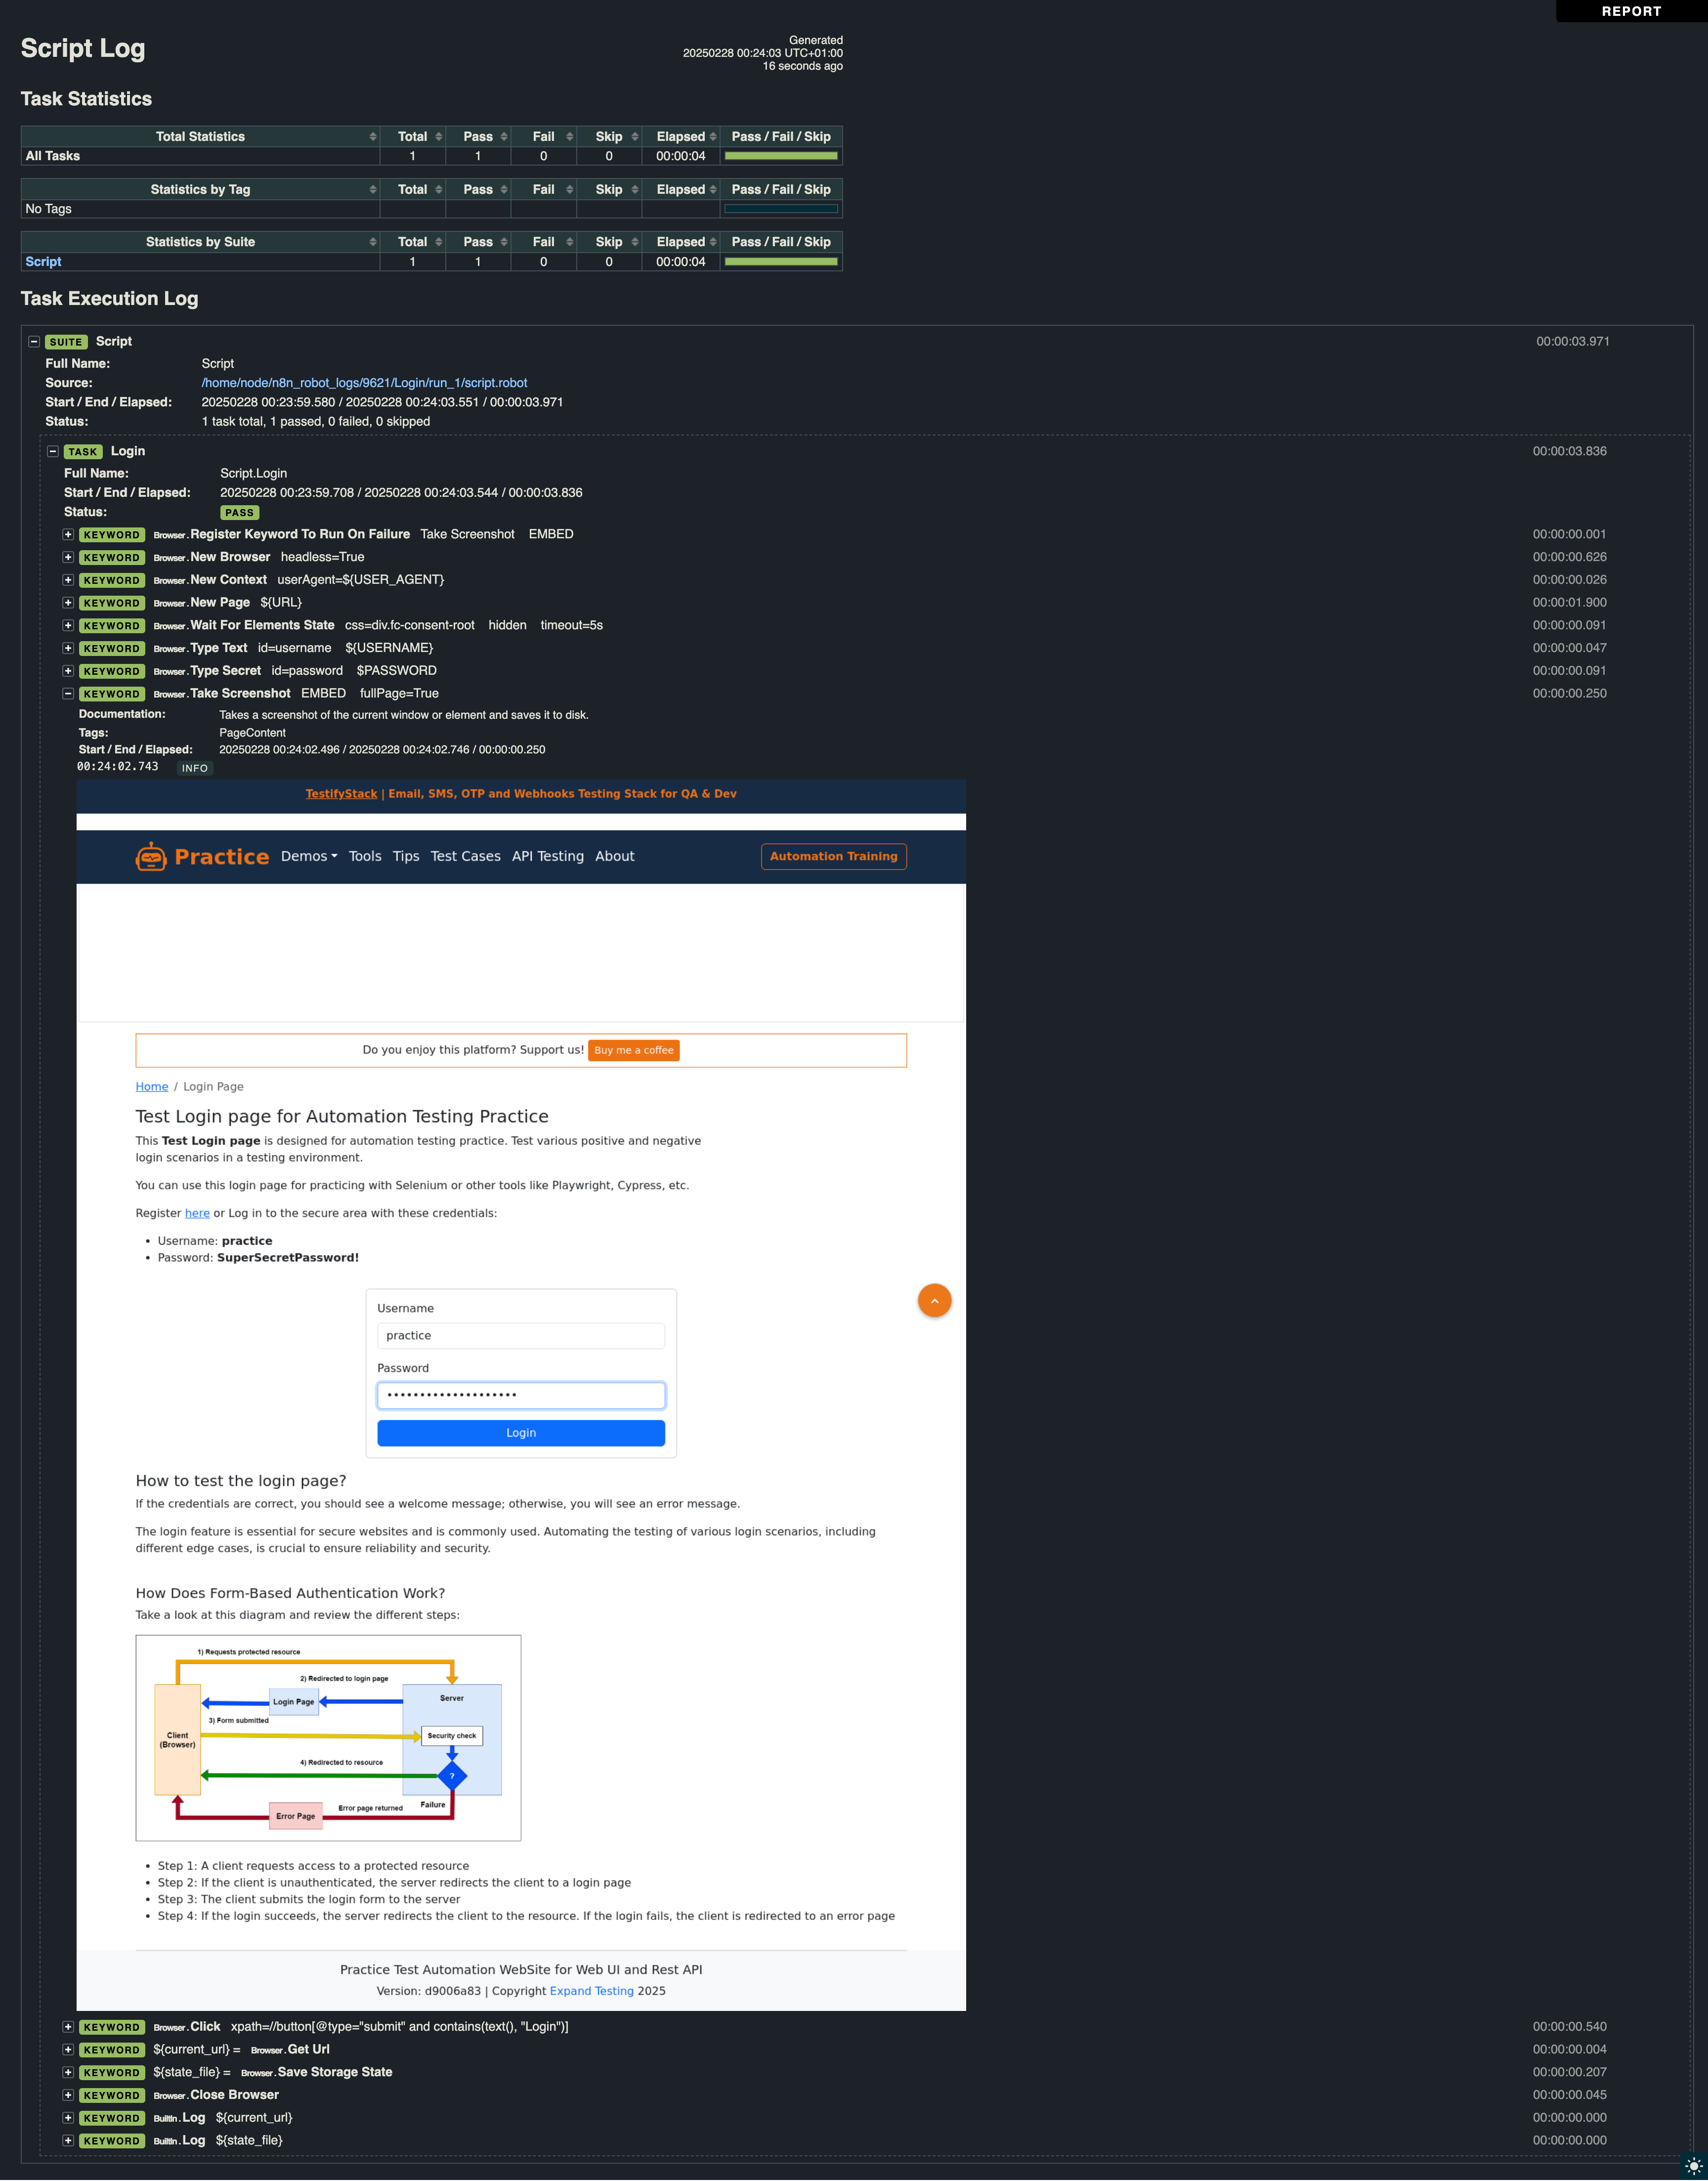 REPORT
Script Log
Generated
20250228 00:24:03 UTC+01:00
16 seconds ago
Task Statistics
Total Statistics Total Pass Fail Skip Elapsed Pass / Fail / Skip
All Tasks 1 1 0 0 00:00:04
Statistics by Tag Total Pass Fail Skip Elapsed Pass / Fail / Skip
No Tags
Statistics by Suite Total Pass Fail Skip Elapsed Pass / Fail / Skip
Script 1 1 0 0 00:00:04
Task Execution Log
SUITE Script 00:00:03.971
Full Name: Script
Source: /home/node/n8n_robot_logs/9621/Login/run_1/script.robot
Start / End / Elapsed: 20250228 00:23:59.580 / 20250228 00:24:03.551 / 00:00:03.971
Status: 1 task total, 1 passed, 0 failed, 0 skipped
TASK Login 00:00:03.836
Full Name: Script.Login
Start / End / Elapsed: 20250228 00:23:59.708 / 20250228 00:24:03.544 / 00:00:03.836
Status: PASS
KEYWORD Browser.Register Keyword To Run On Failure Take Screenshot EMBED 00:00:00.001
KEYWORD Browser.New Browser headless=True 00:00:00.626
KEYWORD Browser.New Context userAgent=${USER_AGENT} 00:00:00.026
KEYWORD Browser.New Page ${URL} 00:00:01.900
KEYWORD Browser.Wait For Elements State css=div.fc-consent-root hidden timeout=5s 00:00:00.091
KEYWORD Browser.Type Text id=username ${USERNAME} 00:00:00.047
KEYWORD Browser.Type Secret id=password $PASSWORD 00:00:00.091
KEYWORD Browser.Take Screenshot EMBED fullPage=True 00:00:00.250
Documentation: Takes a screenshot of the current window or element and saves it to disk.
Tags: PageContent
Start / End / Elapsed: 20250228 00:24:02.496 / 20250228 00:24:02.746 / 00:00:00.250
00:24:02.743 INFO
TestifyStack | Email, SMS, OTP and Webhooks Testing Stack for QA & Dev
Practice Demos Tools Tips Test Cases API Testing About Automation Training
Do you enjoy this platform? Support us! Buy me a coffee
Home / Login Page
Test Login page for Automation Testing Practice
This Test Login page is designed for automation testing practice. Test various positive and negative
login scenarios in a testing environment.
You can use this login page for practicing with Selenium or other tools like Playwright, Cypress, etc.
Register here or Log in to the secure area with these credentials:
• Username: practice
• Password: SuperSecretPassword!
Username
practice
Password
••••••••••••••••••••
Login
How to test the login page?
If the credentials are correct, you should see a welcome message; otherwise, you will see an error message.
The login feature is essential for secure websites and is commonly used. Automating the testing of various login scenarios, including
different edge cases, is crucial to ensure reliability and security.
How Does Form-Based Authentication Work?
Take a look at this diagram and review the different steps:
1) Requests protected resource
2) Redirected to login page
Server
Login Page
3) Form submitted
Security check
Client
(Browser)
4) Redirected to resource
?
Failure
Error page returned
Error Page
• Step 1: A client requests access to a protected resource
• Step 2: If the client is unauthenticated, the server redirects the client to a login page
• Step 3: The client submits the login form to the server
• Step 4: If the login succeeds, the server redirects the client to the resource. If the login fails, the client is redirected to an error page
Practice Test Automation WebSite for Web UI and Rest API
Version: d9006a83 | Copyright Expand Testing 2025
KEYWORD Browser.Click xpath=//button[@type="submit" and contains(text(), "Login")] 00:00:00.540
KEYWORD ${current_url} = Browser.Get Url 00:00:00.004
KEYWORD ${state_file} = Browser.Save Storage State 00:00:00.207
KEYWORD Browser.Close Browser 00:00:00.045
KEYWORD BuiltIn.Log ${current_url} 00:00:00.000
KEYWORD BuiltIn.Log ${state_file} 00:00:00.000